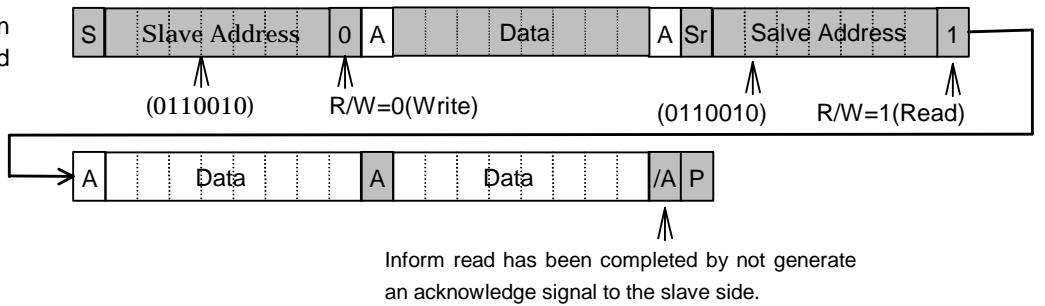 n
d
S Slave Address 0 A Data A Sr Salve Address 1
(0110010) R/W=0(Write) (0110010) R/W=1(Read)
A Data A Data /A P
Inform read has been completed by not generate
an acknowledge signal to the slave side.